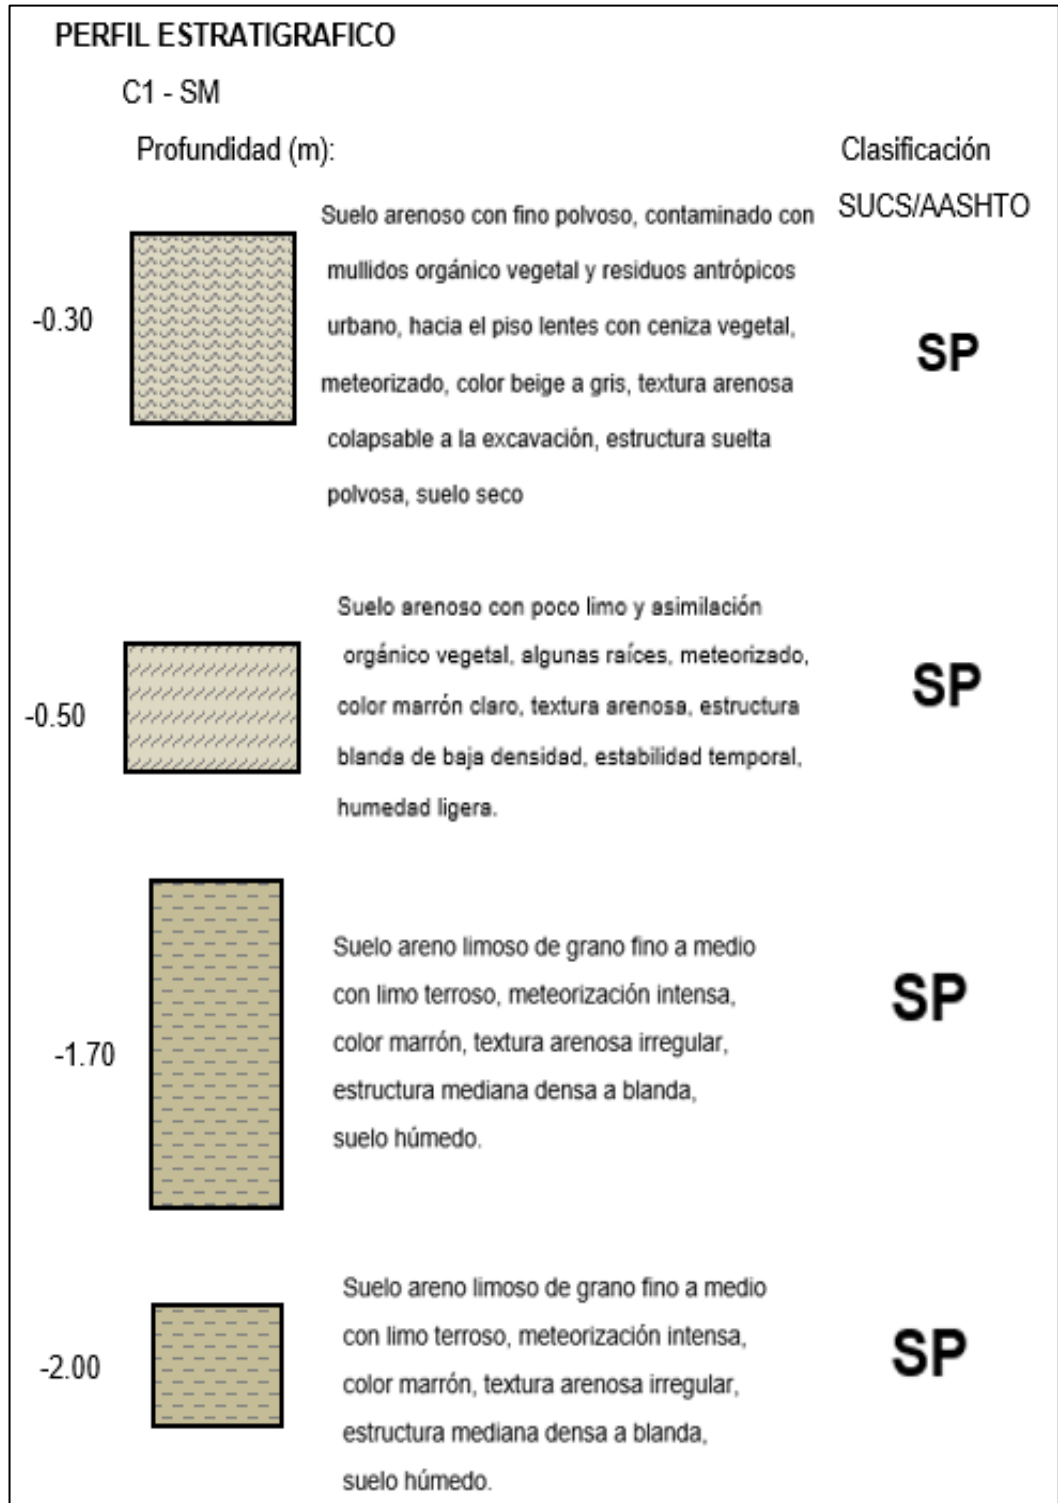 PERFIL ESTRATIGRAFICO
C1 - SM
Profundidad (m):
Clasificación
SUCS/AASHTO
-0.30
Suelo arenoso con fino polvoso, contaminado con
mullidos orgánico vegetal y residuos antrópicos
urbano, hacia el piso lentes con ceniza vegetal,
meteorizado, color beige a gris, textura arenosa
colapsable a la excavación, estructura suelta
polvosa, suelo seco
SP
-0.50
Suelo arenoso con poco limo y asimilación
orgánico vegetal, algunas raíces, meteorizado,
color marrón claro, textura arenosa, estructura
blanda de baja densidad, estabilidad temporal,
humedad ligera.
SP
-1.70
Suelo areno limoso de grano fino a medio
con limo terroso, meteorización intensa,
color marrón, textura arenosa irregular,
estructura mediana densa a blanda,
suelo húmedo.
SP
-2.00
Suelo areno limoso de grano fino a medio
con limo terroso, meteorización intensa,
color marrón, textura arenosa irregular,
estructura mediana densa a blanda,
suelo húmedo.
SP